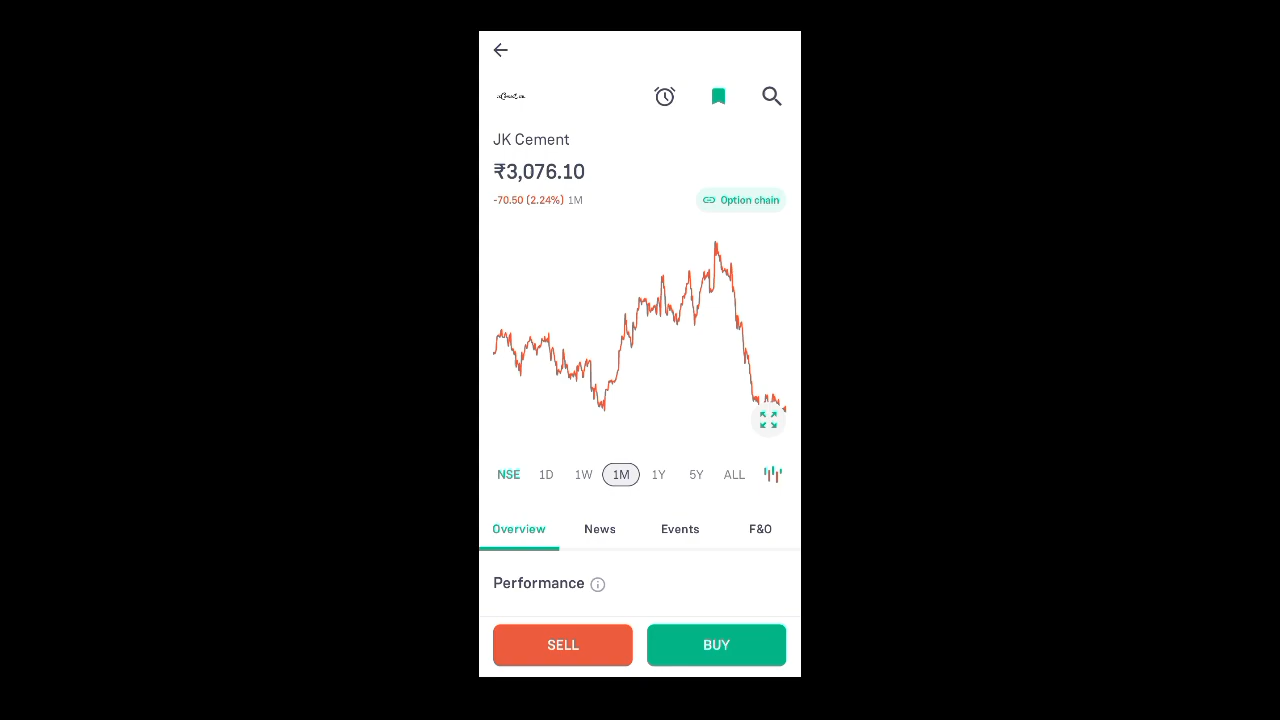 JK Cement
₹3,076.10
-70.50 (2.24%) 1M
Option chain
NSE 1D 1W 1M 1Y 5Y ALL
Overview News Events F&O
Performance
SELL BUY